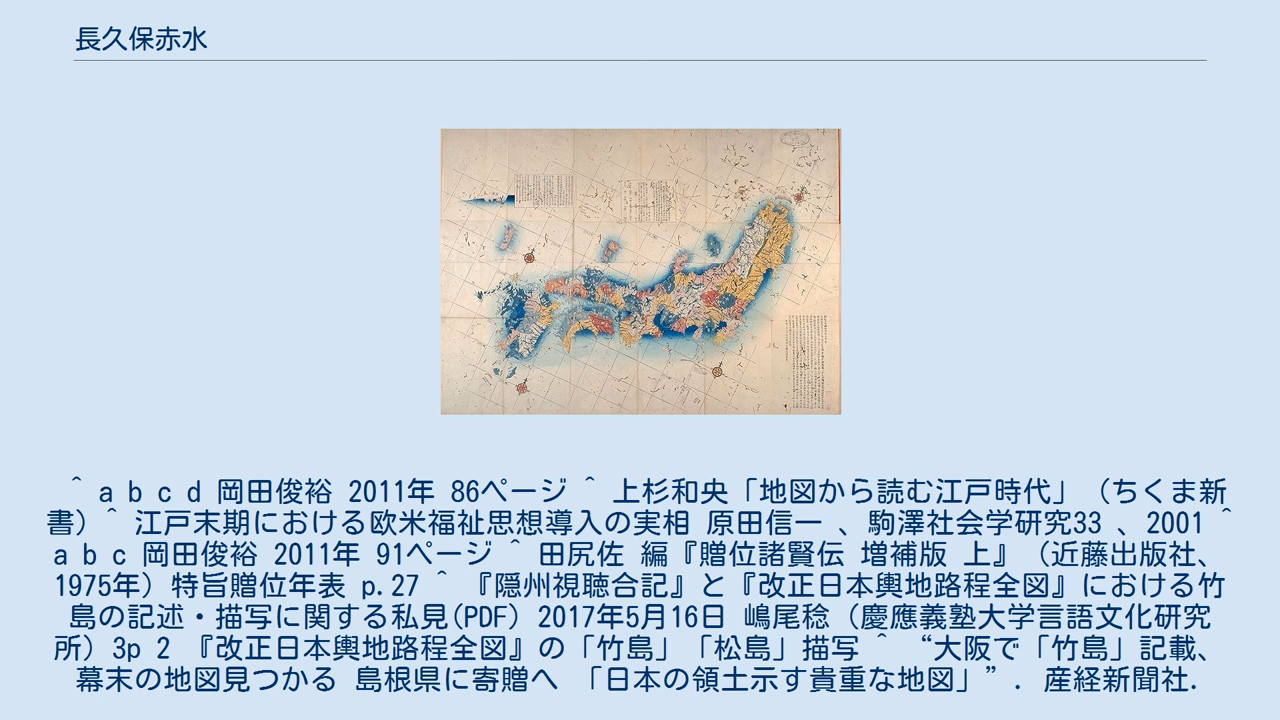 長久保赤水
^ a b c d 岡田俊裕 2011年 86ページ ^ 上杉和央「地図から読む江戸時代」（ちくま新
書）^ 江戸末期における欧米福祉思想導入の実相 原田信一 、駒澤社会学研究33 、2001 ^
a b c 岡田俊裕 2011年 91ページ ^ 田尻佐 編『贈位諸賢伝 増補版 上』（近藤出版社、
1975年）特旨贈位年表 p.27 ^ 『隠州視聴合記』と『改正日本輿地路程全図』における竹
島の記述・描写に関する私見(PDF) 2017年5月16日 嶋尾稔（慶應義塾大学言語文化研究
所）3p 2 『改正日本輿地路程全図』の「竹島」「松島」描写 ^ “大阪で「竹島」記載、
幕末の地図見つかる 島根県に寄贈へ 「日本の領土示す貴重な地図」”. 産経新聞社.